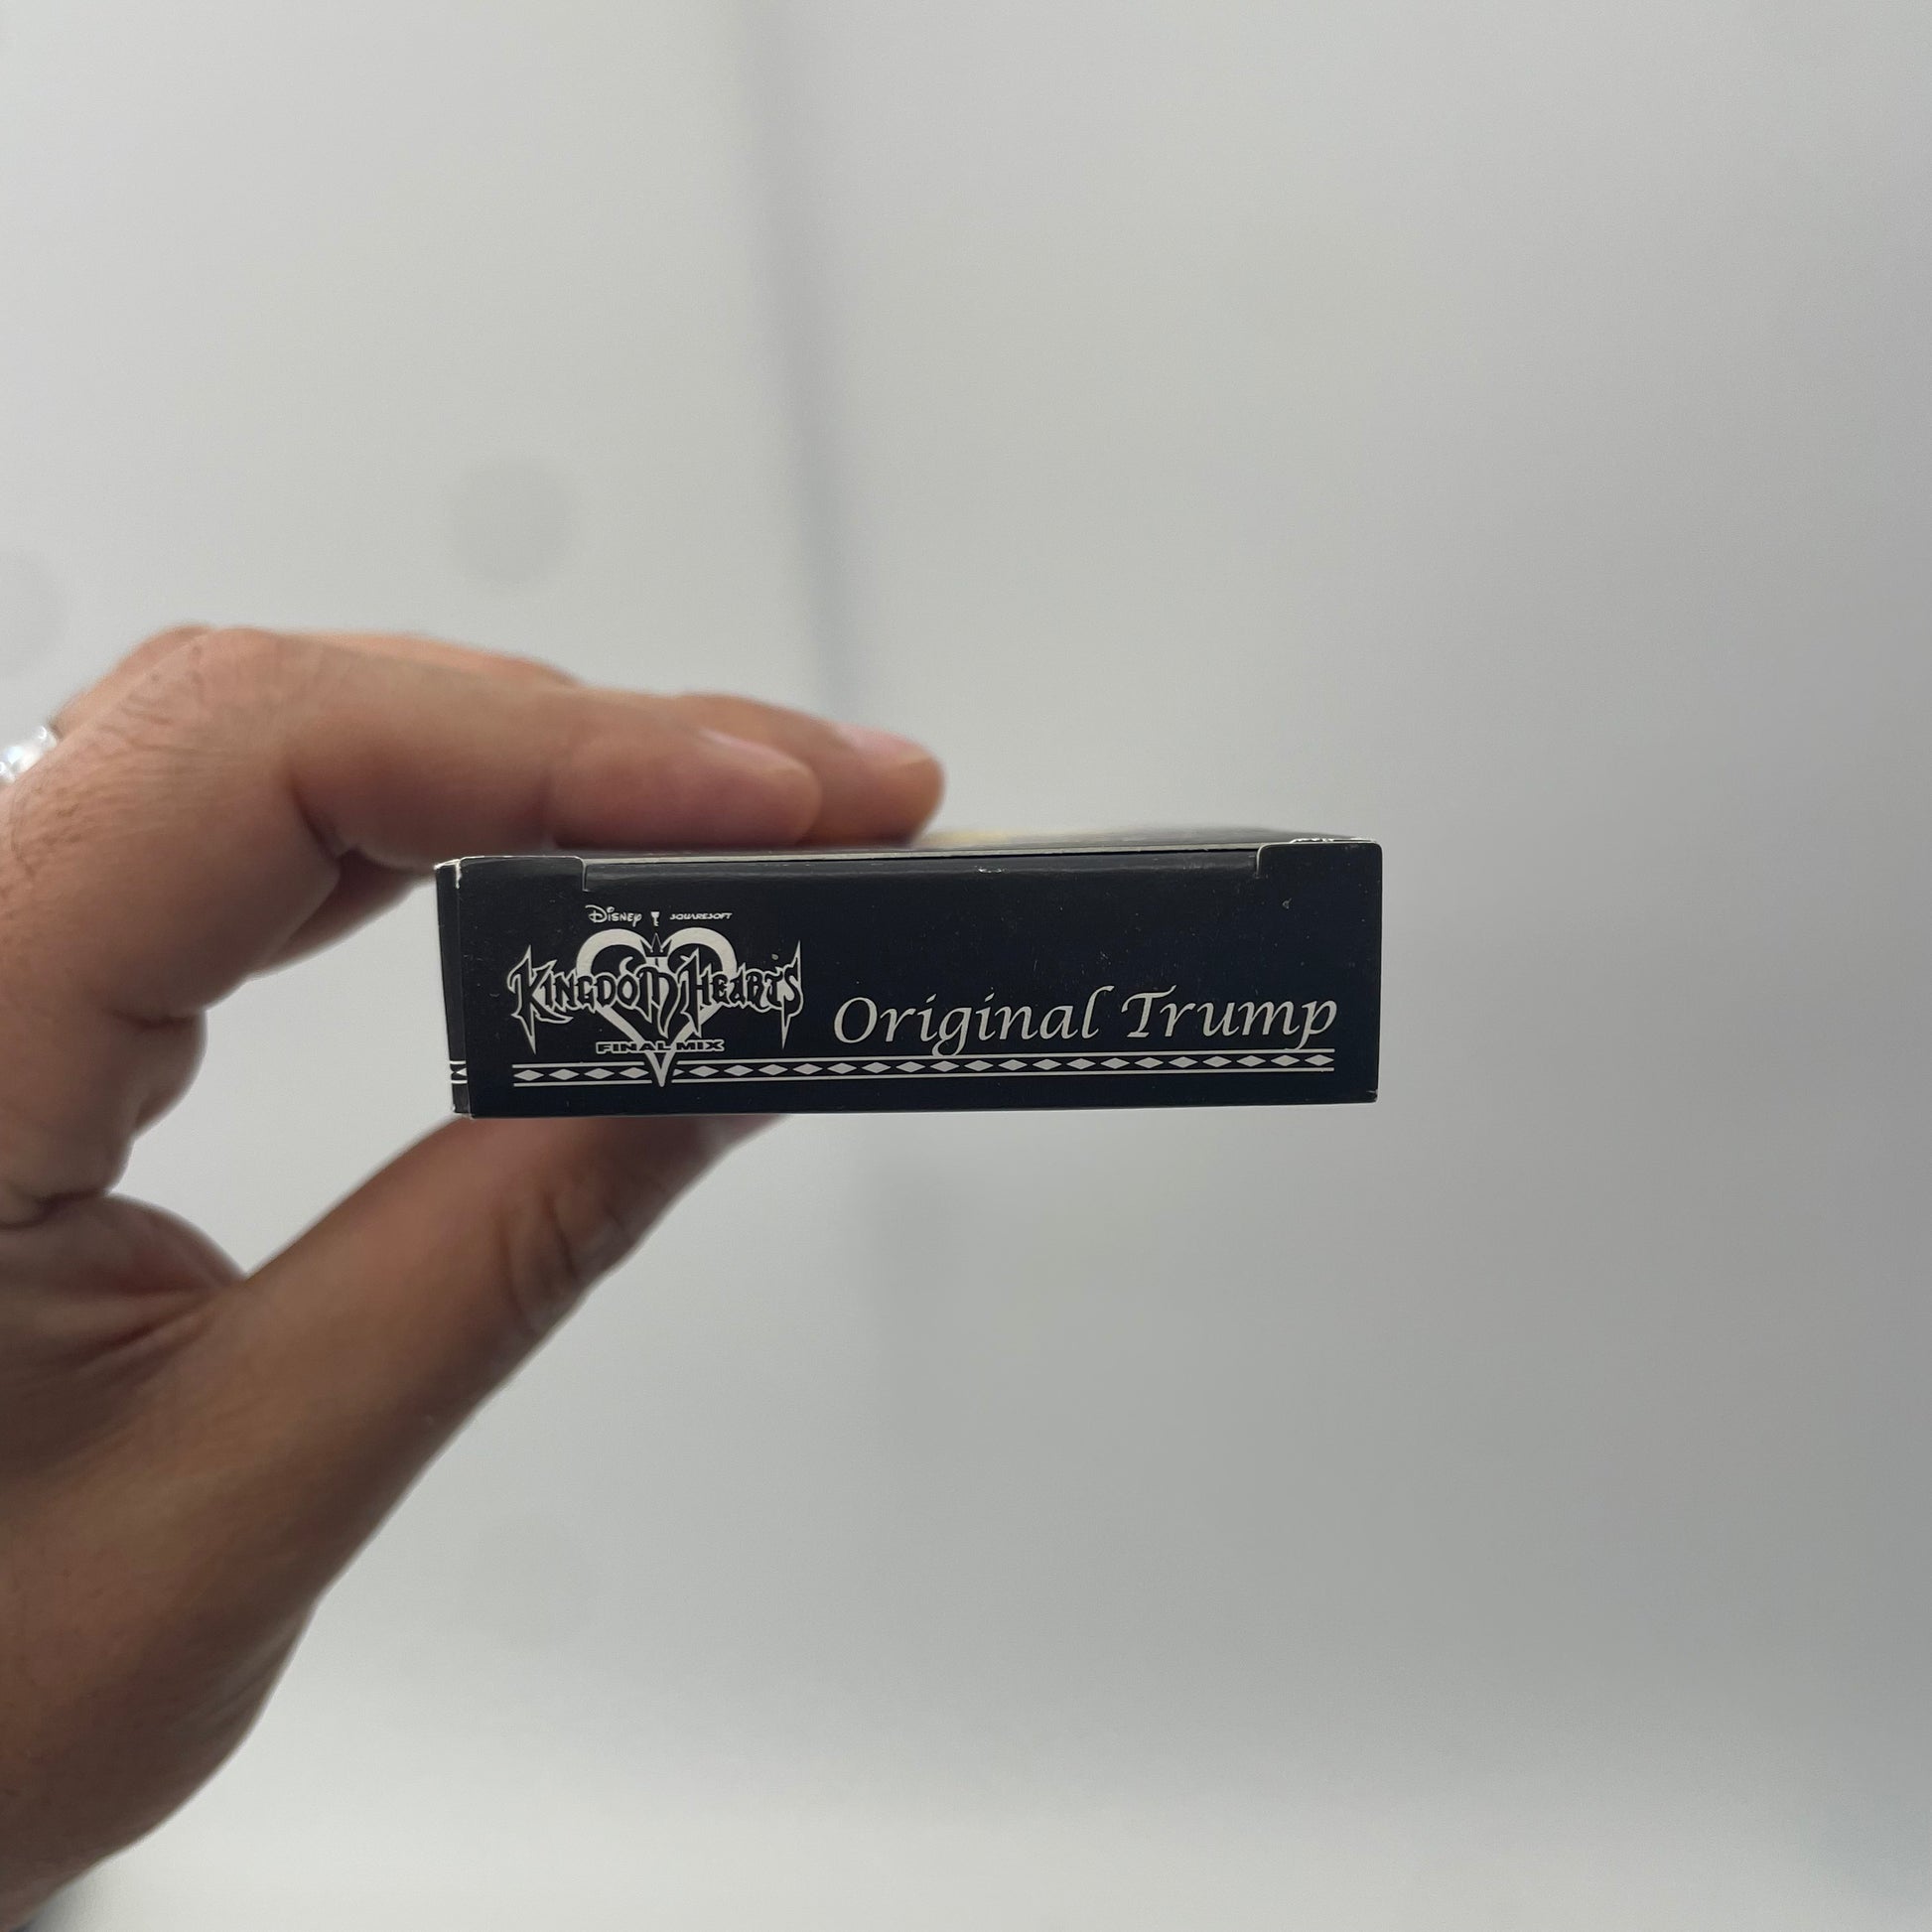 Disney SQUARESOFT
KINGDOM HEARTS
FINAL MIX
Original Trump